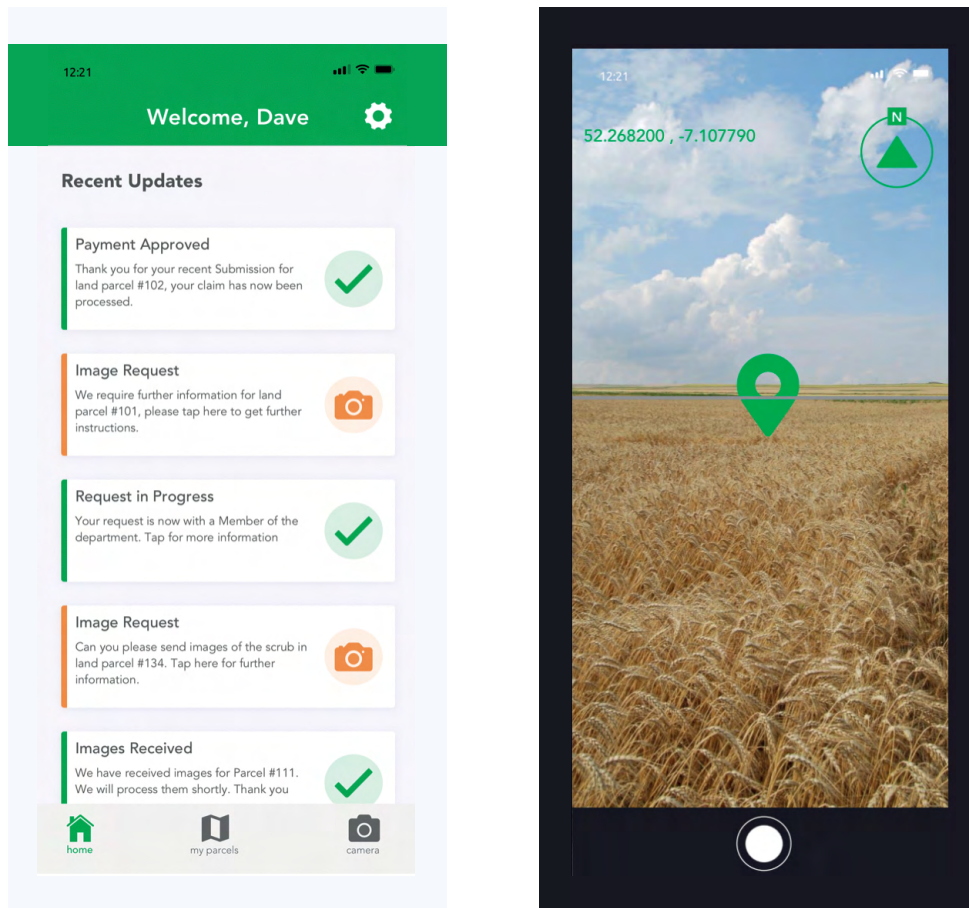 12:21
Welcome, Dave
Recent Updates
Payment Approved
Thank you for your recent Submission for
land parcel #102, your claim has now been
processed.
Image Request
We require further information for land
parcel #101, please tap here to get further
instructions.
Request in Progress
Your request is now with a Member of the
department. Tap for more information
Image Request
Can you please send images of the scrub in
land parcel #134. Tap here for further
information.
Images Received
We have received images for Parcel #111.
We will process them shortly. Thank you
home
my parcels
camera
12:21
N
52.268200 , -7.107790